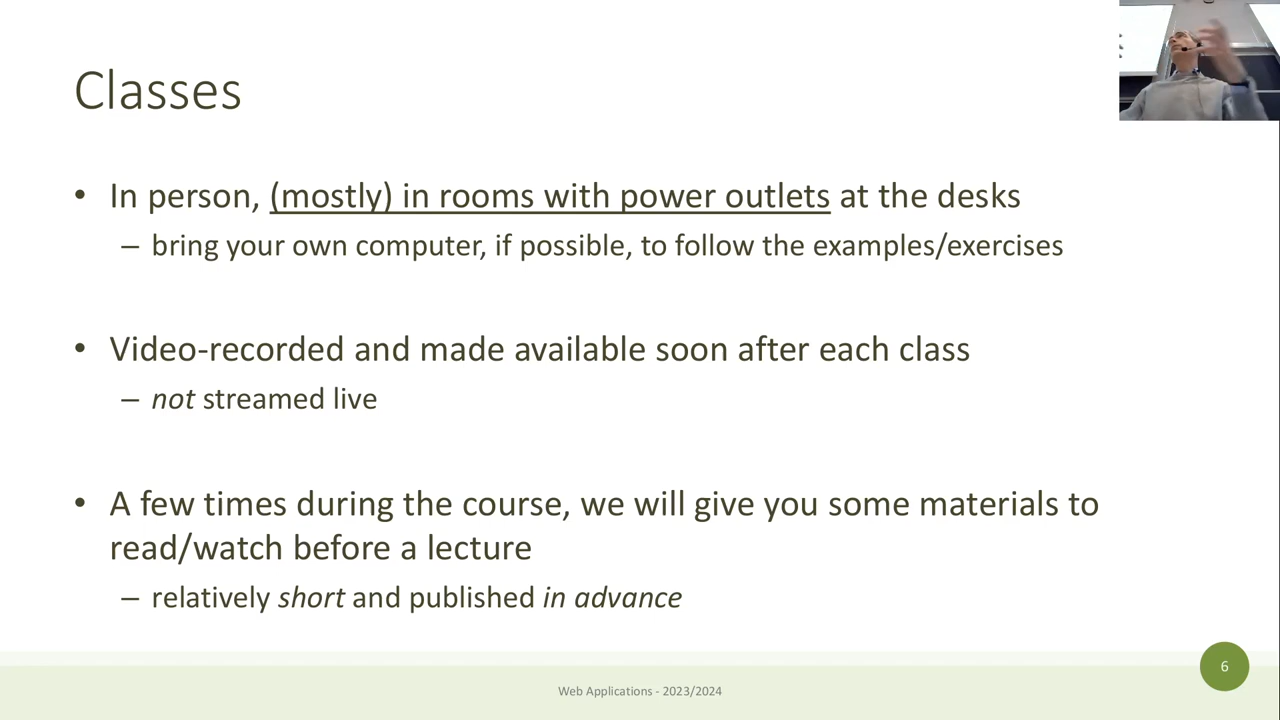 Classes
• In person, (mostly) in rooms with power outlets at the desks
– bring your own computer, if possible, to follow the examples/exercises
• Video-recorded and made available soon after each class
– not streamed live
• A few times during the course, we will give you some materials to
read/watch before a lecture
– relatively short and published in advance
6
Web Applications - 2023/2024